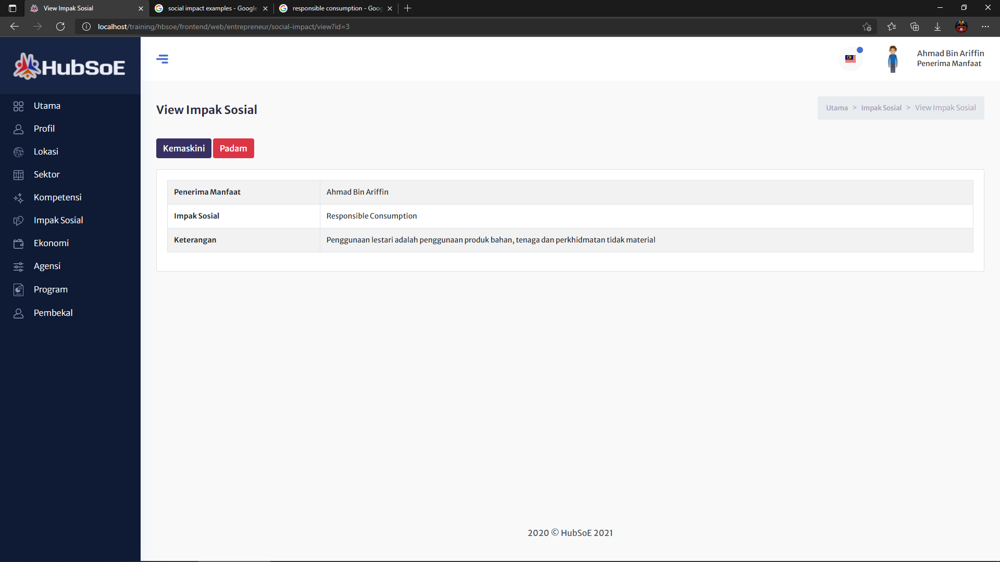 View Impak Sosial
social impact examples - Google
responsible consumption - Goog
localhost/training/hbsoe/frontend/web/entrepreneur/social-impact/view?id=3
HubSoE
Ahmad Bin Ariffin
Penerima Manfaat
Utama
Profil
Lokasi
Sektor
Kompetensi
Impak Sosial
Ekonomi
Agensi
Program
Pembekal
View Impak Sosial
Utama > Impak Sosial > View Impak Sosial
Kemaskini Padam
Penerima Manfaat Ahmad Bin Ariffin
Impak Sosial Responsible Consumption
Keterangan Penggunaan lestari adalah penggunaan produk bahan, tenaga dan perkhidmatan tidak material
2020 © HubSoE 2021